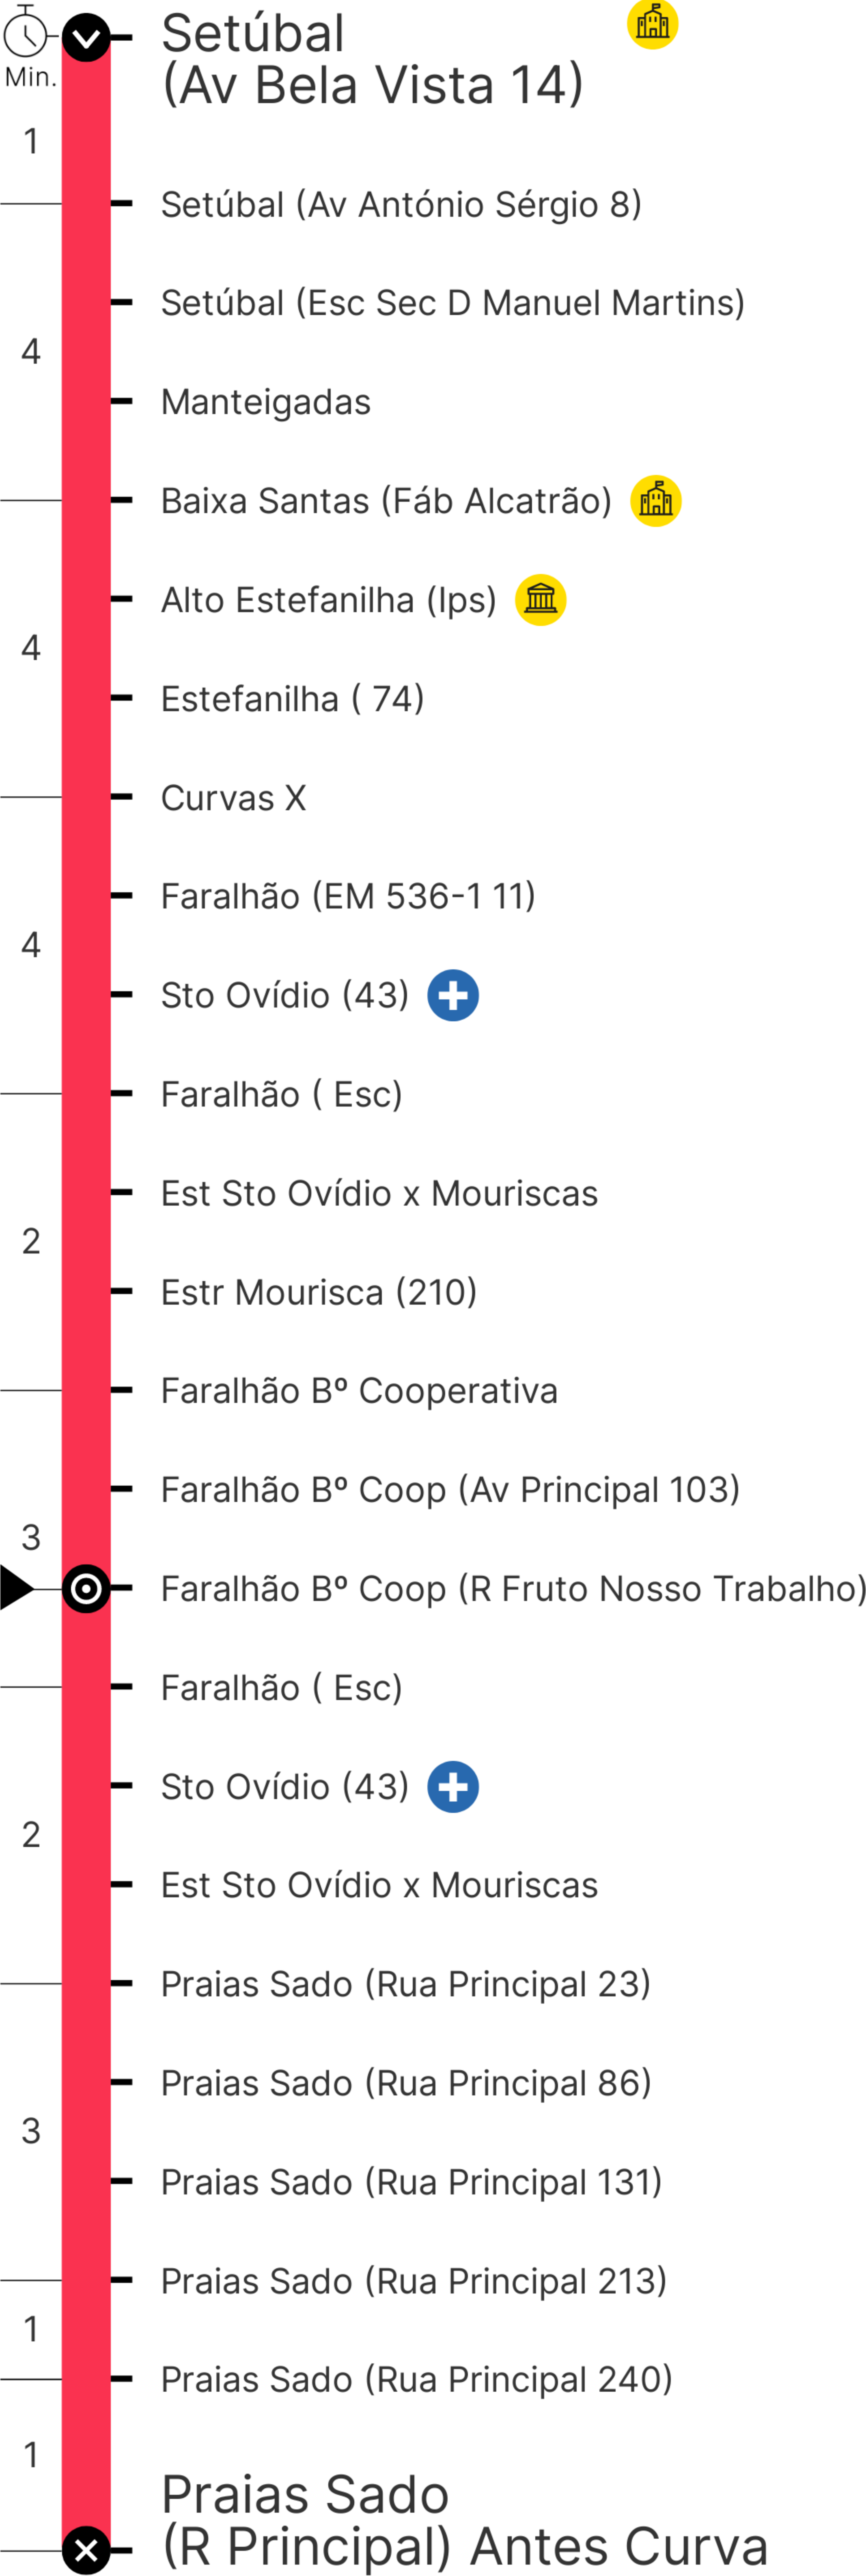 Setúbal
(Av Bela Vista 14)
Min.
1
Setúbal (Av António Sérgio 8)
Setúbal (Esc Sec D Manuel Martins)
4
Manteigadas
Baixa Santas (Fáb Alcatrão)
Alto Estefanilha (Ips)
4
Estefanilha ( 74)
Curvas X
Faralhão (EM 536-1 11)
4
Sto Ovídio (43)
Faralhão ( Esc)
Est Sto Ovídio x Mouriscas
2
Estr Mourisca (210)
Faralhão Bº Cooperativa
Faralhão Bº Coop (Av Principal 103)
3
Faralhão Bº Coop (R Fruto Nosso Trabalho)
Faralhão ( Esc)
Sto Ovídio (43)
2
Est Sto Ovídio x Mouriscas
Praias Sado (Rua Principal 23)
Praias Sado (Rua Principal 86)
3
Praias Sado (Rua Principal 131)
Praias Sado (Rua Principal 213)
1
Praias Sado (Rua Principal 240)
1
Praias Sado
(R Principal) Antes Curva